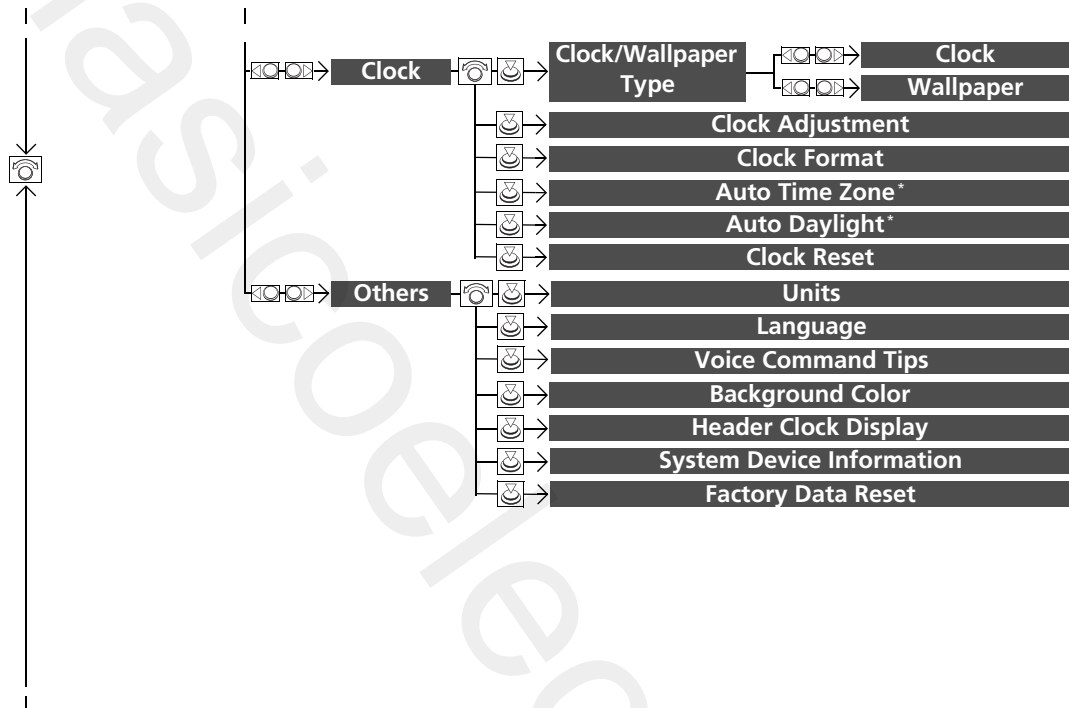 Clock
Clock/Wallpaper
Type
Clock
Wallpaper
Clock Adjustment
Clock Format
Auto Time Zone*
Auto Daylight*
Clock Reset
Others
Units
Language
Voice Command Tips
Background Color
Header Clock Display
System Device Information
Factory Data Reset